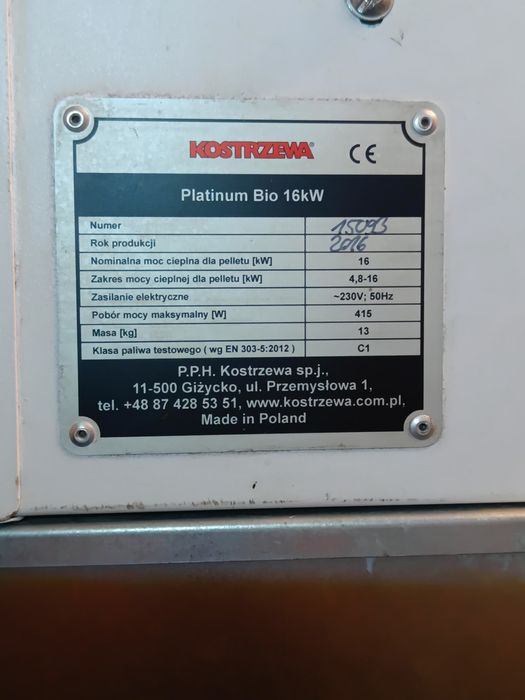 KOSTRZEWA CE
Platinum Bio 16kW
Numer 15093
Rok produkcji 2016
Nominalna moc cieplna dla pelletu [kW] 16
Zakres mocy cieplnej dla pelletu [kW] 4,8-16
Zasilanie elektryczne ~230V; 50Hz
Pobór mocy maksymalny [W] 415
Masa [kg] 13
Klasa paliwa testowego ( wg EN 303-5:2012 ) C1
P.P.H. Kostrzewa sp.j.,
11-500 Giżycko, ul. Przemysłowa 1,
tel. +48 87 428 53 51, www.kostrzewa.com.pl,
Made in Poland